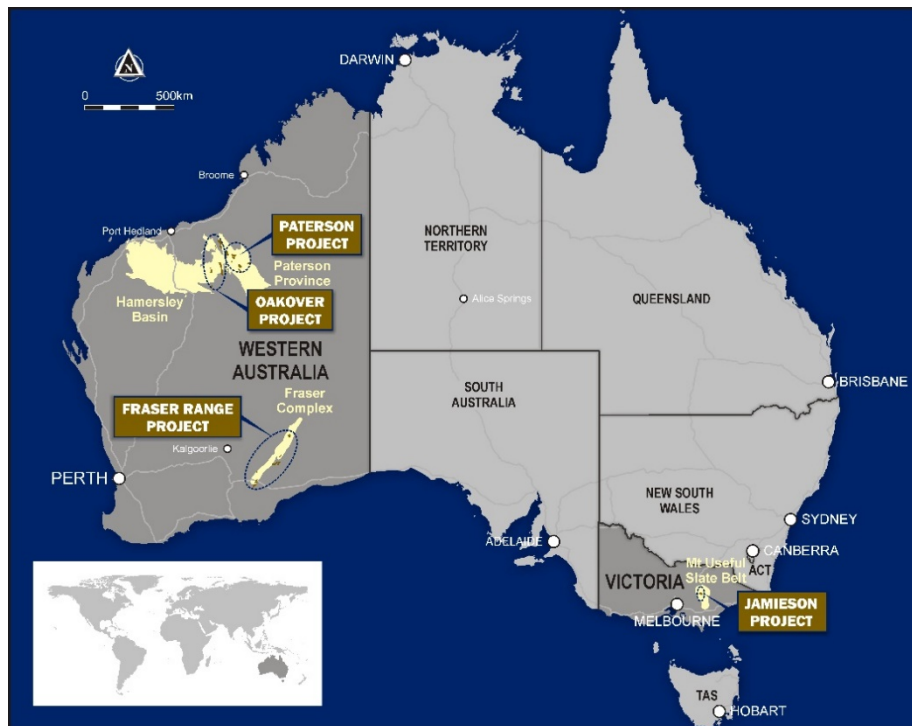 DARWIN
N
0 500km
Broome
Port Hedland
PATERSON
PROJECT
NORTHERN
TERRITORY
Paterson
Province
Hamersley
Basin
OAKOVER
PROJECT
Alice Springs
QUEENSLAND
WESTERN
AUSTRALIA
SOUTH
AUSTRALIA
BRISBANE
Fraser
Complex
FRASER RANGE
PROJECT
Kalgoorlie
PERTH
NEW SOUTH
WALES
SYDNEY
ADELAIDE
CANBERRA
ACT
Mt Useful
Slate Belt
VICTORIA
JAMIESON
PROJECT
MELBOURNE
TAS
HOBART